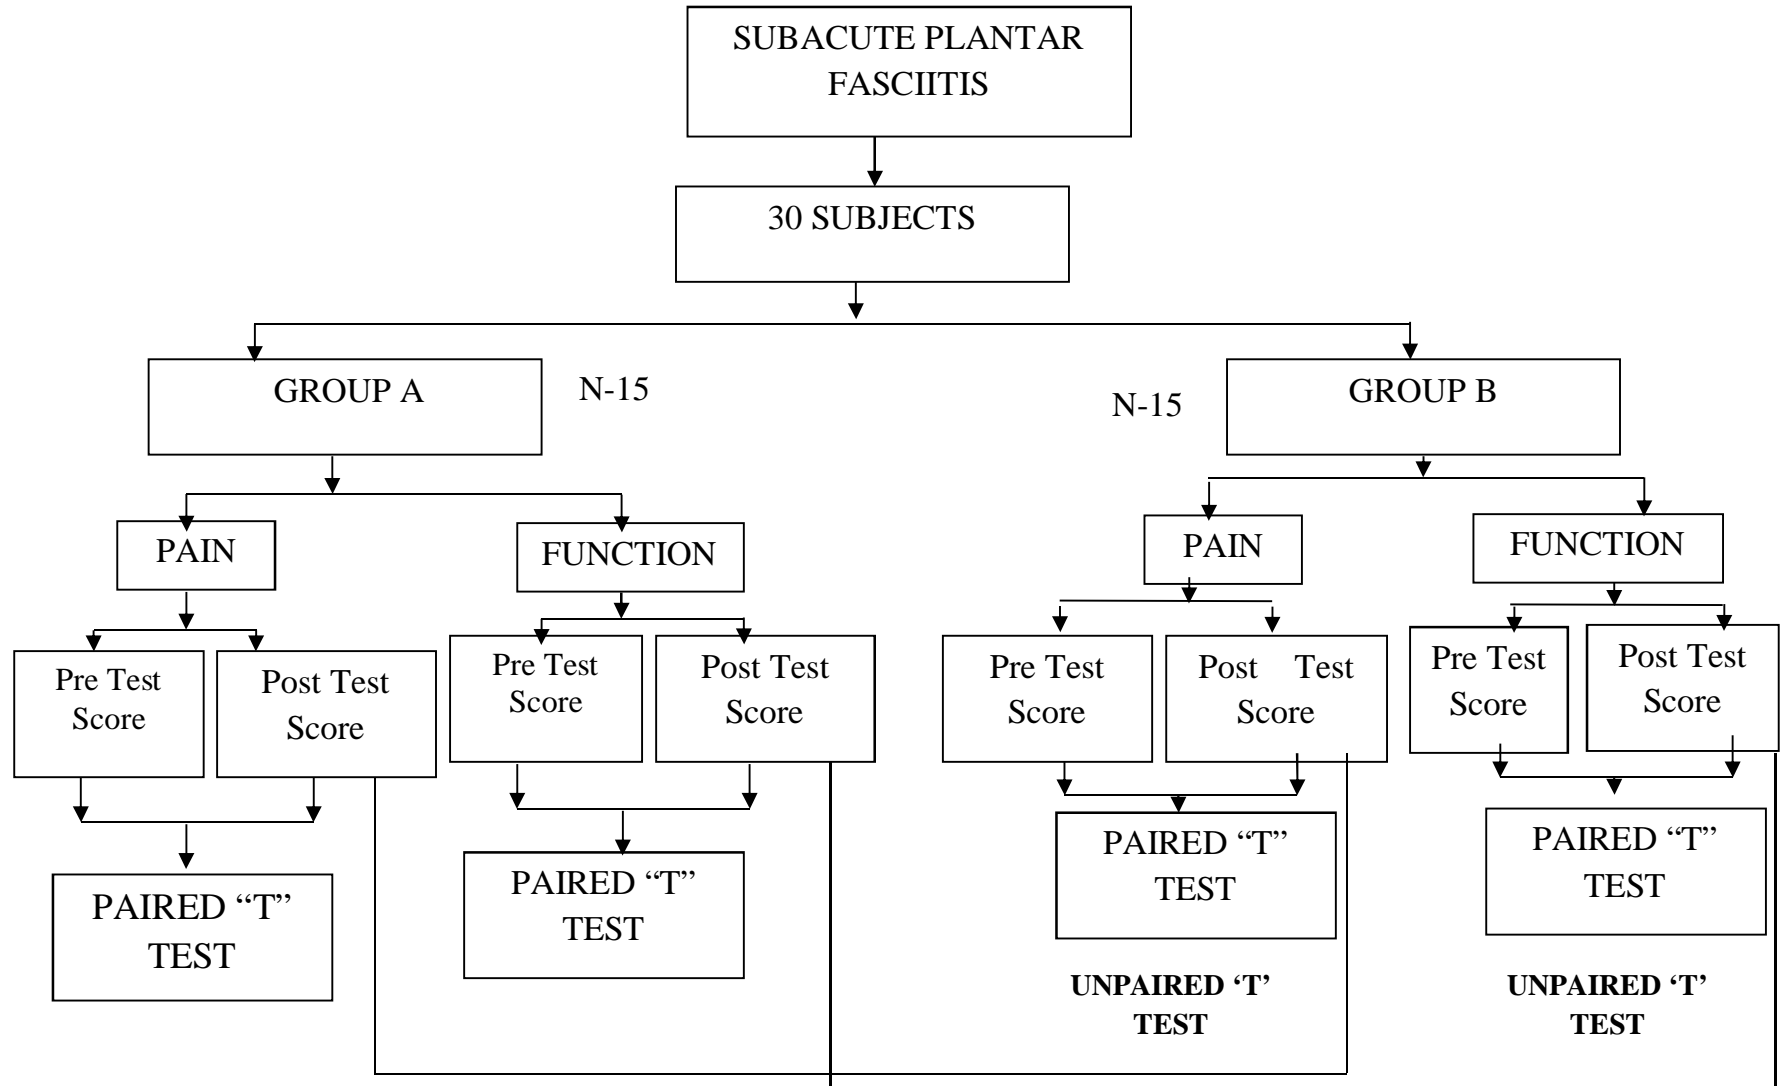 SUBACUTE PLANTAR
FASCIITIS
30 SUBJECTS
GROUP A
N-15
N-15
GROUP B
PAIN
FUNCTION
PAIN
FUNCTION
Pre Test
Score
Post Test
Score
Pre Test
Score
Post Test
Score
Pre Test
Score
Post Test
Score
Pre Test
Score
Post Test
Score
PAIRED “T”
TEST
PAIRED “T”
TEST
PAIRED “T”
TEST
PAIRED “T”
TEST
UNPAIRED ‘T’
TEST
UNPAIRED ‘T’
TEST